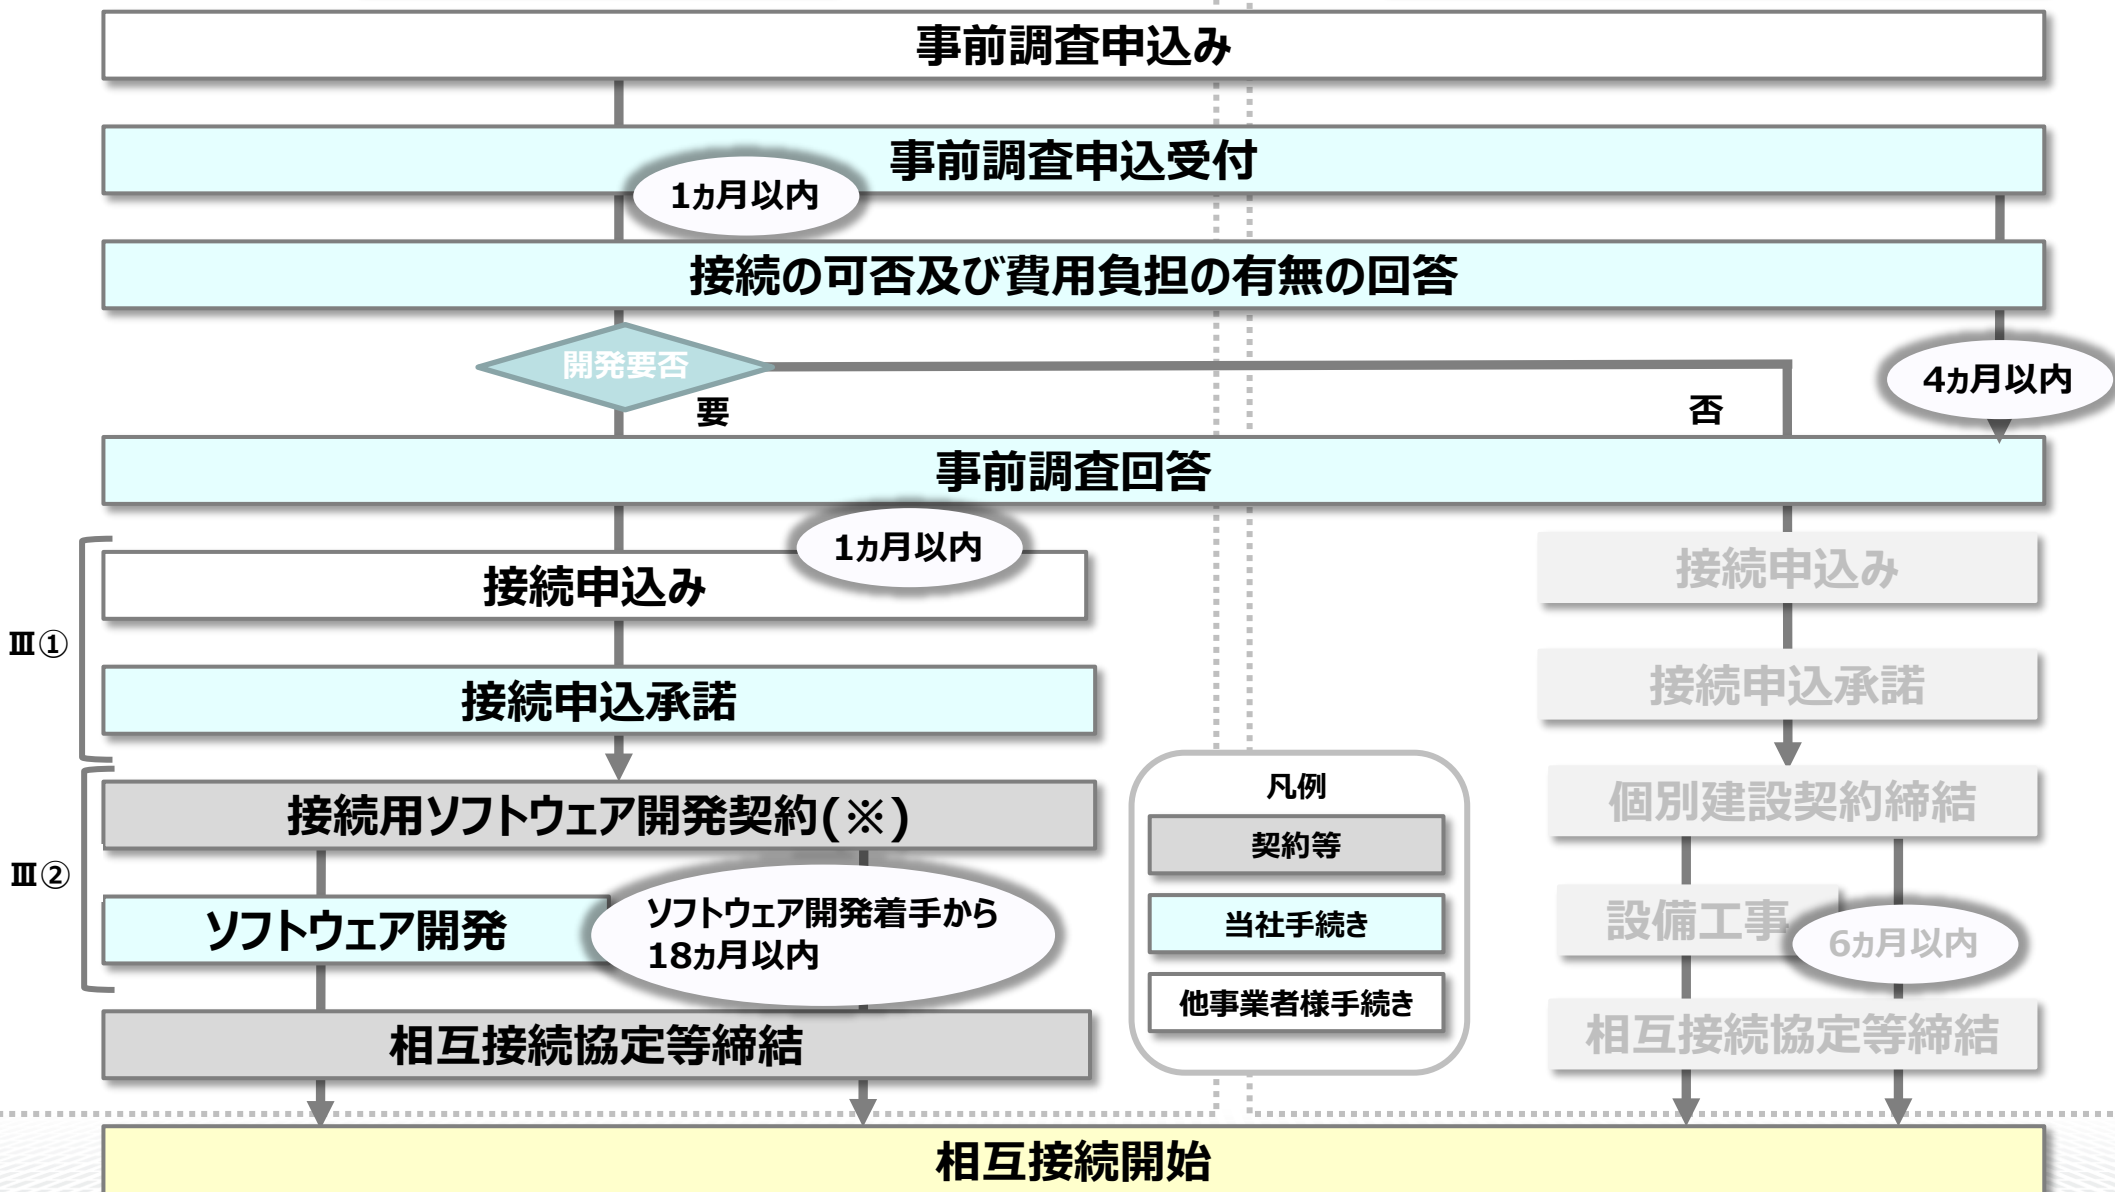 事前調査申込み
事前調査申込受付
1ヵ月以内
接続の可否及び費用負担の有無の回答
開発要否
要
否
4ヵ月以内
事前調査回答
1ヵ月以内
接続申込み
接続申込み
Ⅲ①
接続申込承諾
接続申込承諾
接続用ソフトウェア開発契約(※)
個別建設契約締結
Ⅲ②
ソフトウェア開発
ソフトウェア開発着手から
18ヵ月以内
設備工事
6ヵ月以内
相互接続協定等締結
相互接続協定等締結
凡例
契約等
当社手続き
他事業者様手続き
相互接続開始